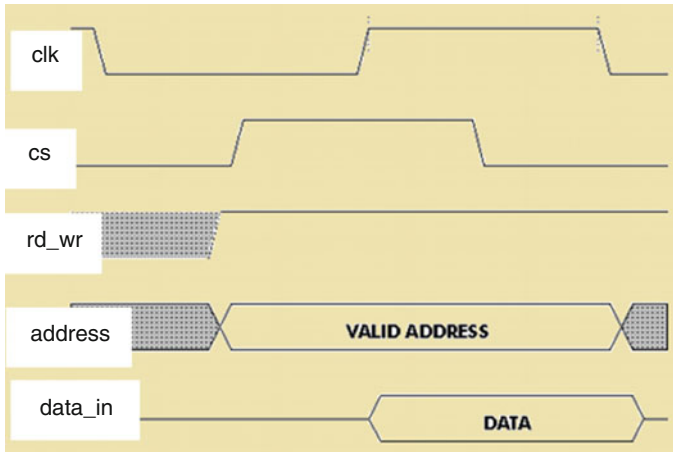 clk
cs
rd_wr
address
VALID ADDRESS
data_in
DATA